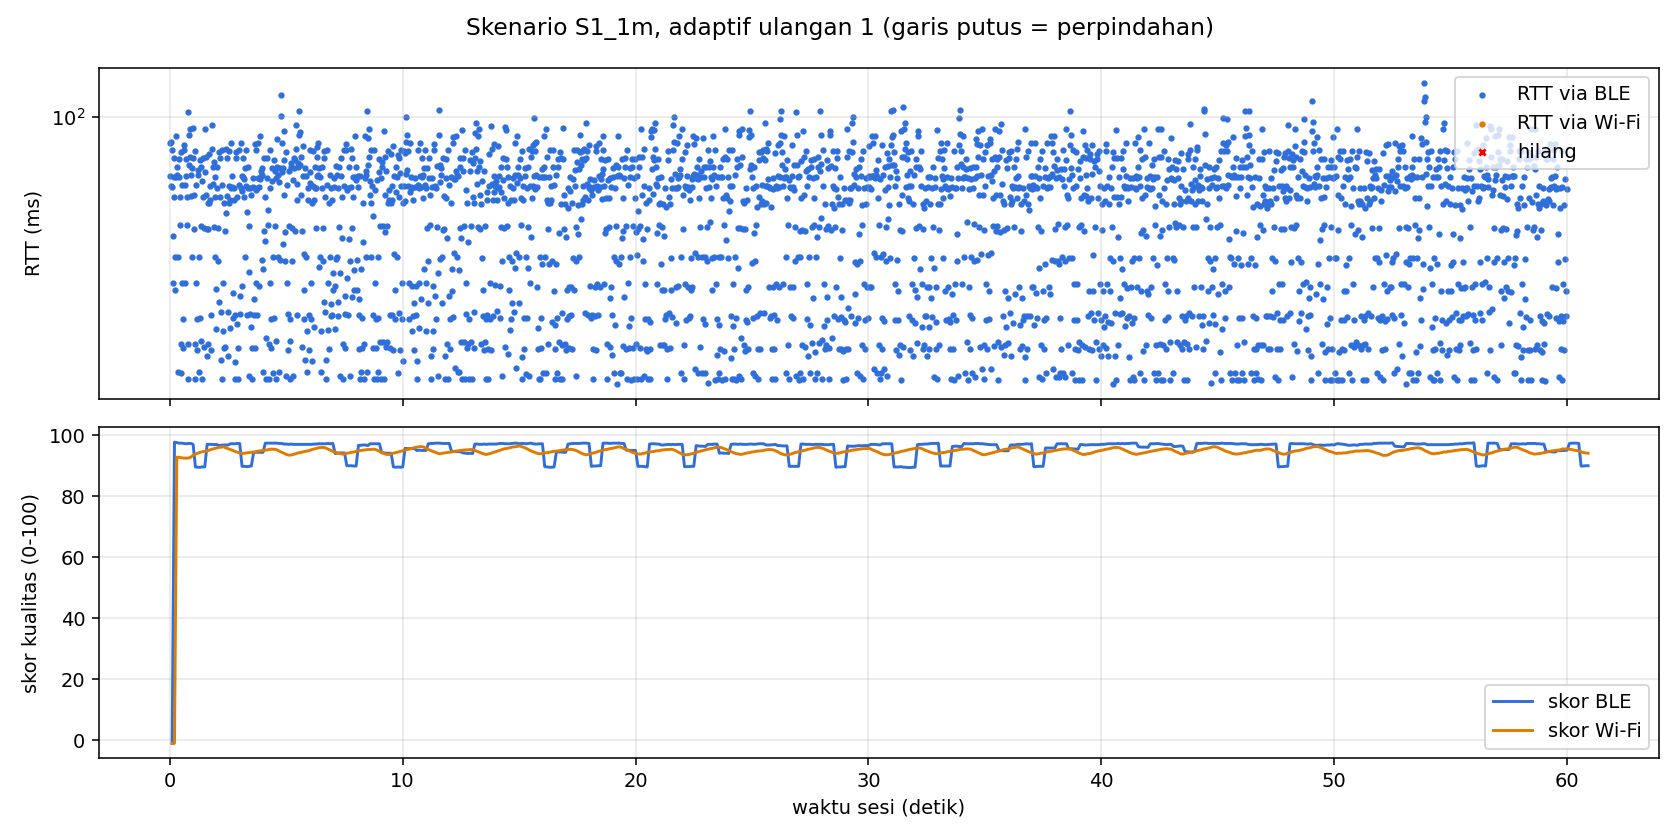 Skenario S1_1m, adaptif ulangan 1 (garis putus = perpindahan)
RTT (ms)
10²
RTT via BLE
RTT via Wi-Fi
hilang
skor kualitas (0-100)
100
80
60
40
20
0
skor BLE
skor Wi-Fi
0 10 20 30 40 50 60
waktu sesi (detik)